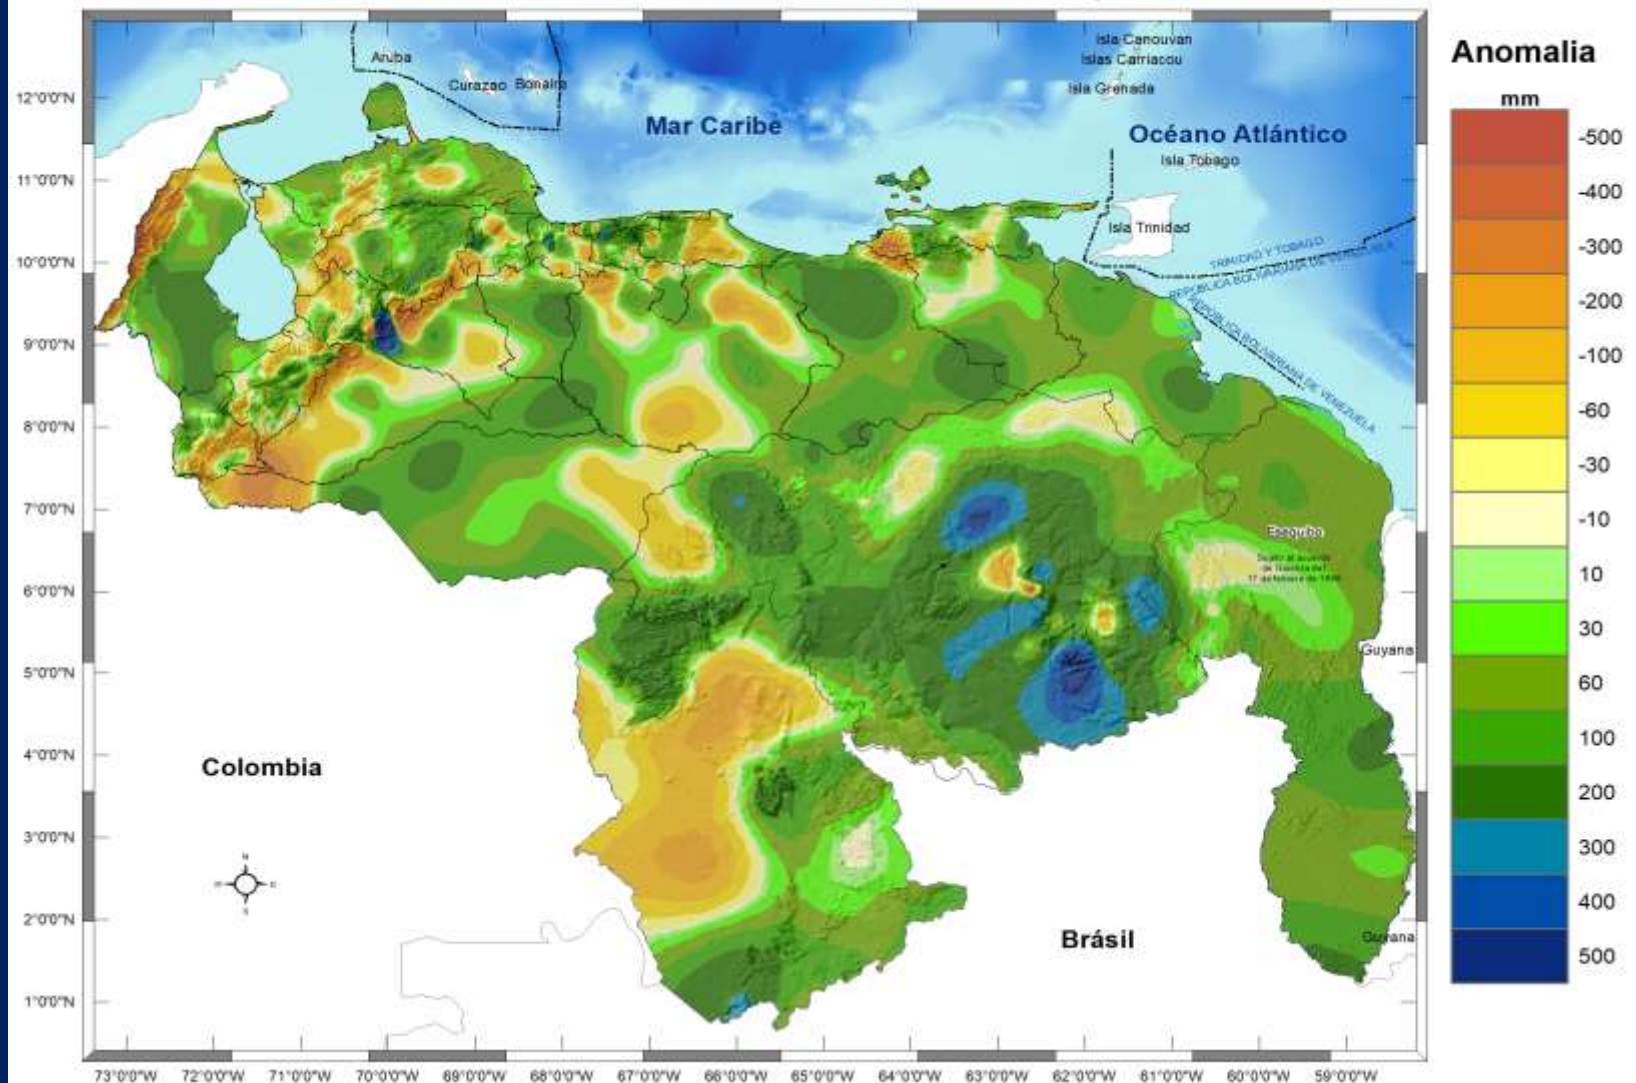 Aruba
Curazao
Bonaire
Isla Canouvan
Islas Carriacou
Isla Grenada
Mar Caribe
Océano Atlántico
Isla Tobago
Isla Trinidad
TRINIDAD Y TOBAGO
REPÚBLICA BOLIVARIANA DE VENEZUELA
REPÚBLICA BOLIVARIANA DE VENEZUELA
Esequibo
Guyana
Colombia
Brásil
Guyana
12°0'0"N
11°0'0"N
10°0'0"N
9°0'0"N
8°0'0"N
7°0'0"N
6°0'0"N
5°0'0"N
4°0'0"N
3°0'0"N
2°0'0"N
1°0'0"N
73°0'0"W
72°0'0"W
71°0'0"W
70°0'0"W
69°0'0"W
68°0'0"W
67°0'0"W
66°0'0"W
65°0'0"W
64°0'0"W
63°0'0"W
62°0'0"W
61°0'0"W
60°0'0"W
59°0'0"W
Anomalia
mm
-500
-400
-300
-200
-100
-60
-30
-10
10
30
60
100
200
300
400
500